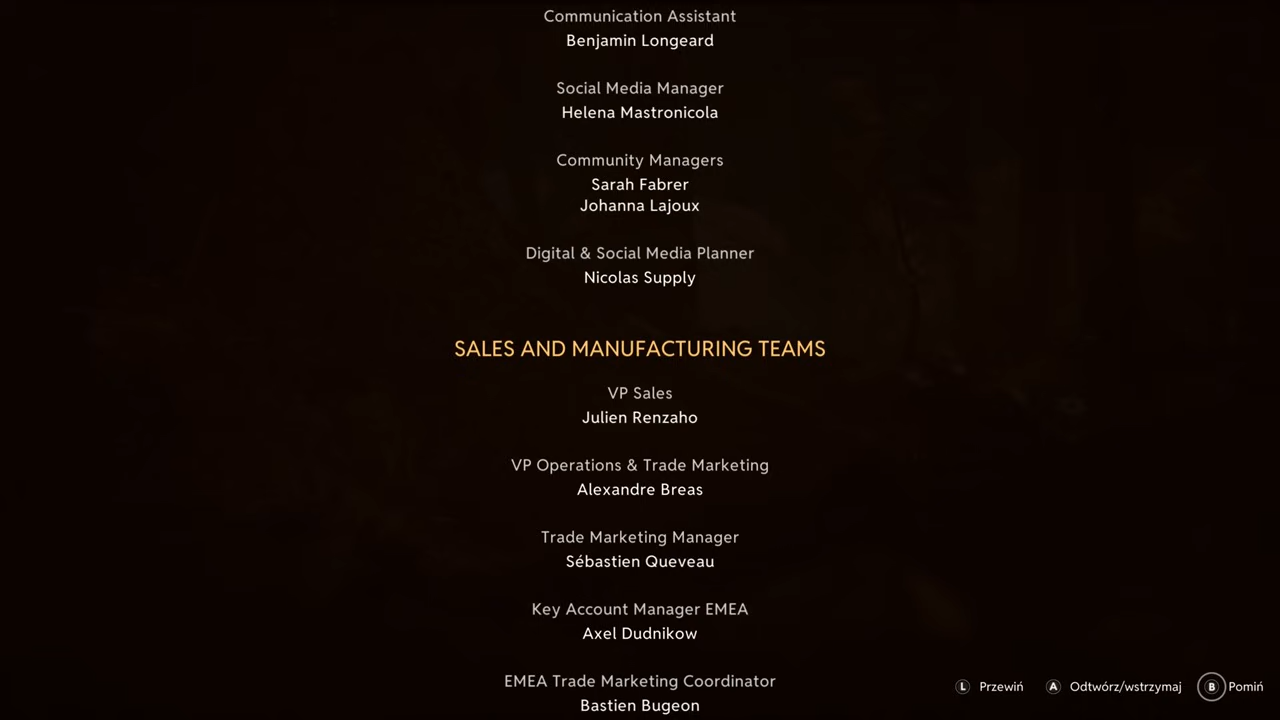 Communication Assistant
Benjamin Longeard
Social Media Manager
Helena Mastronicola
Community Managers
Sarah Fabrer
Johanna Lajoux
Digital & Social Media Planner
Nicolas Supply
SALES AND MANUFACTURING TEAMS
VP Sales
Julien Renzaho
VP Operations & Trade Marketing
Alexandre Breas
Trade Marketing Manager
Sébastien Queveau
Key Account Manager EMEA
Axel Dudnikow
EMEA Trade Marketing Coordinator
Bastien Bugeon
L Przewiń A Odtwórz/wstrzymaj B Pomiń